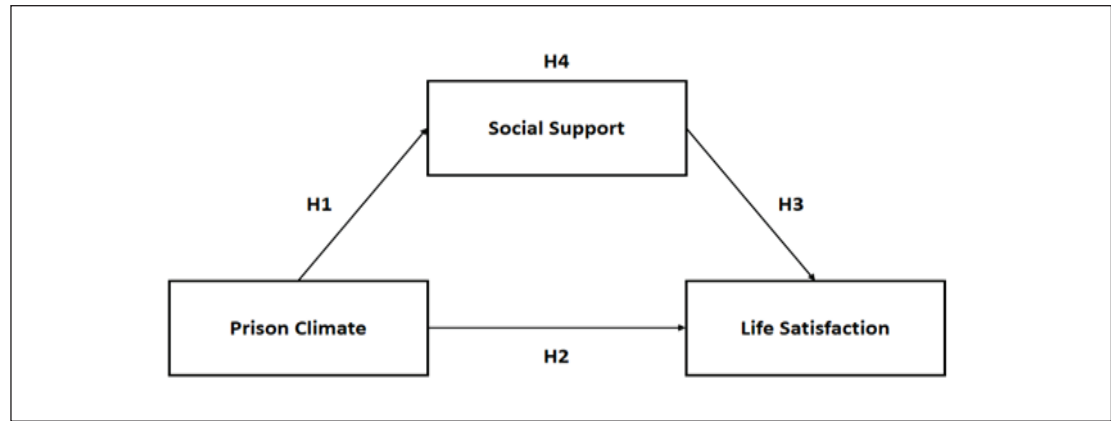 H4
Social Support
H1
H3
Prison Climate
Life Satisfaction
H2